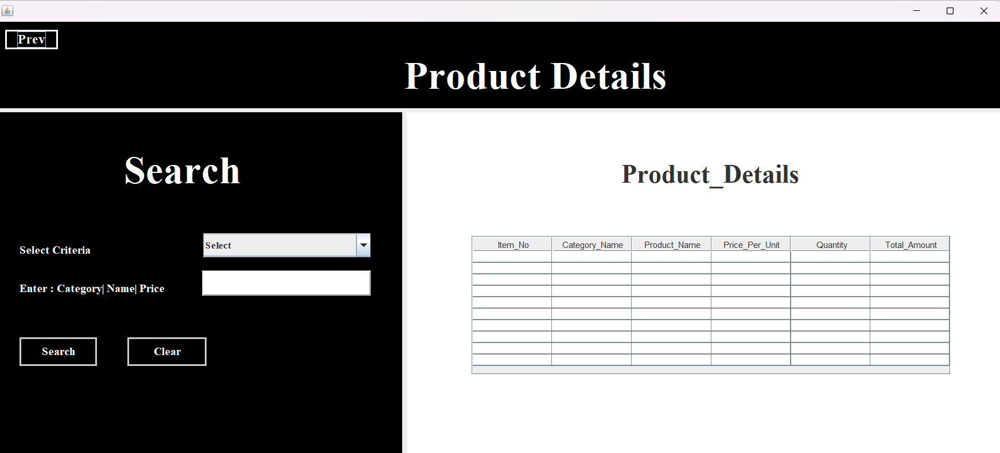 Prev
Product Details
Search
Select Criteria
Select
Enter : Category| Name| Price
Search Clear
Product_Details
Item_No Category_Name Product_Name Price_Per_Unit Quantity Total_Amount